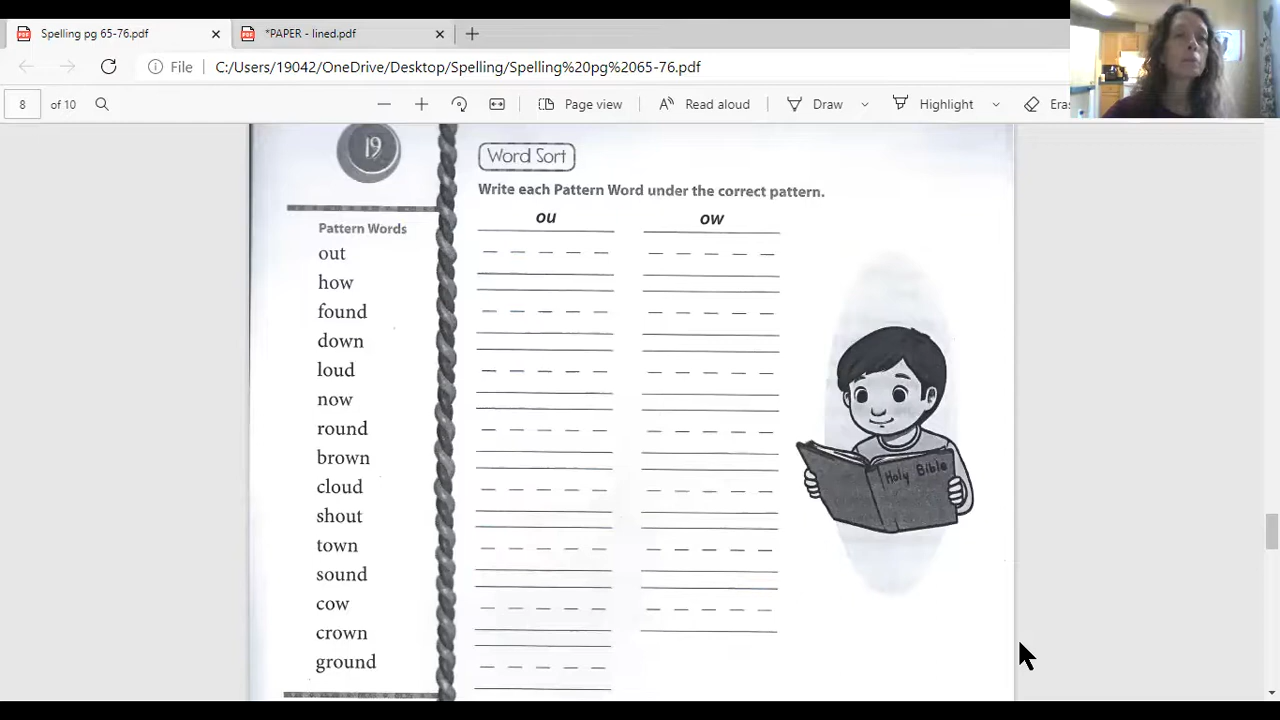 Spelling pg 65-76.pdf
*PAPER - lined.pdf
File
C:/Users/19042/OneDrive/Desktop/Spelling/Spelling%20pg%2065-76.pdf
8 of 10
Page view
Read aloud
Draw
Highlight
Eras
19
Pattern Words
out
how
found
down
loud
now
round
brown
cloud
shout
town
sound
cow
crown
ground
Word Sort
Write each Pattern Word under the correct pattern.
ou ow
Holy Bible